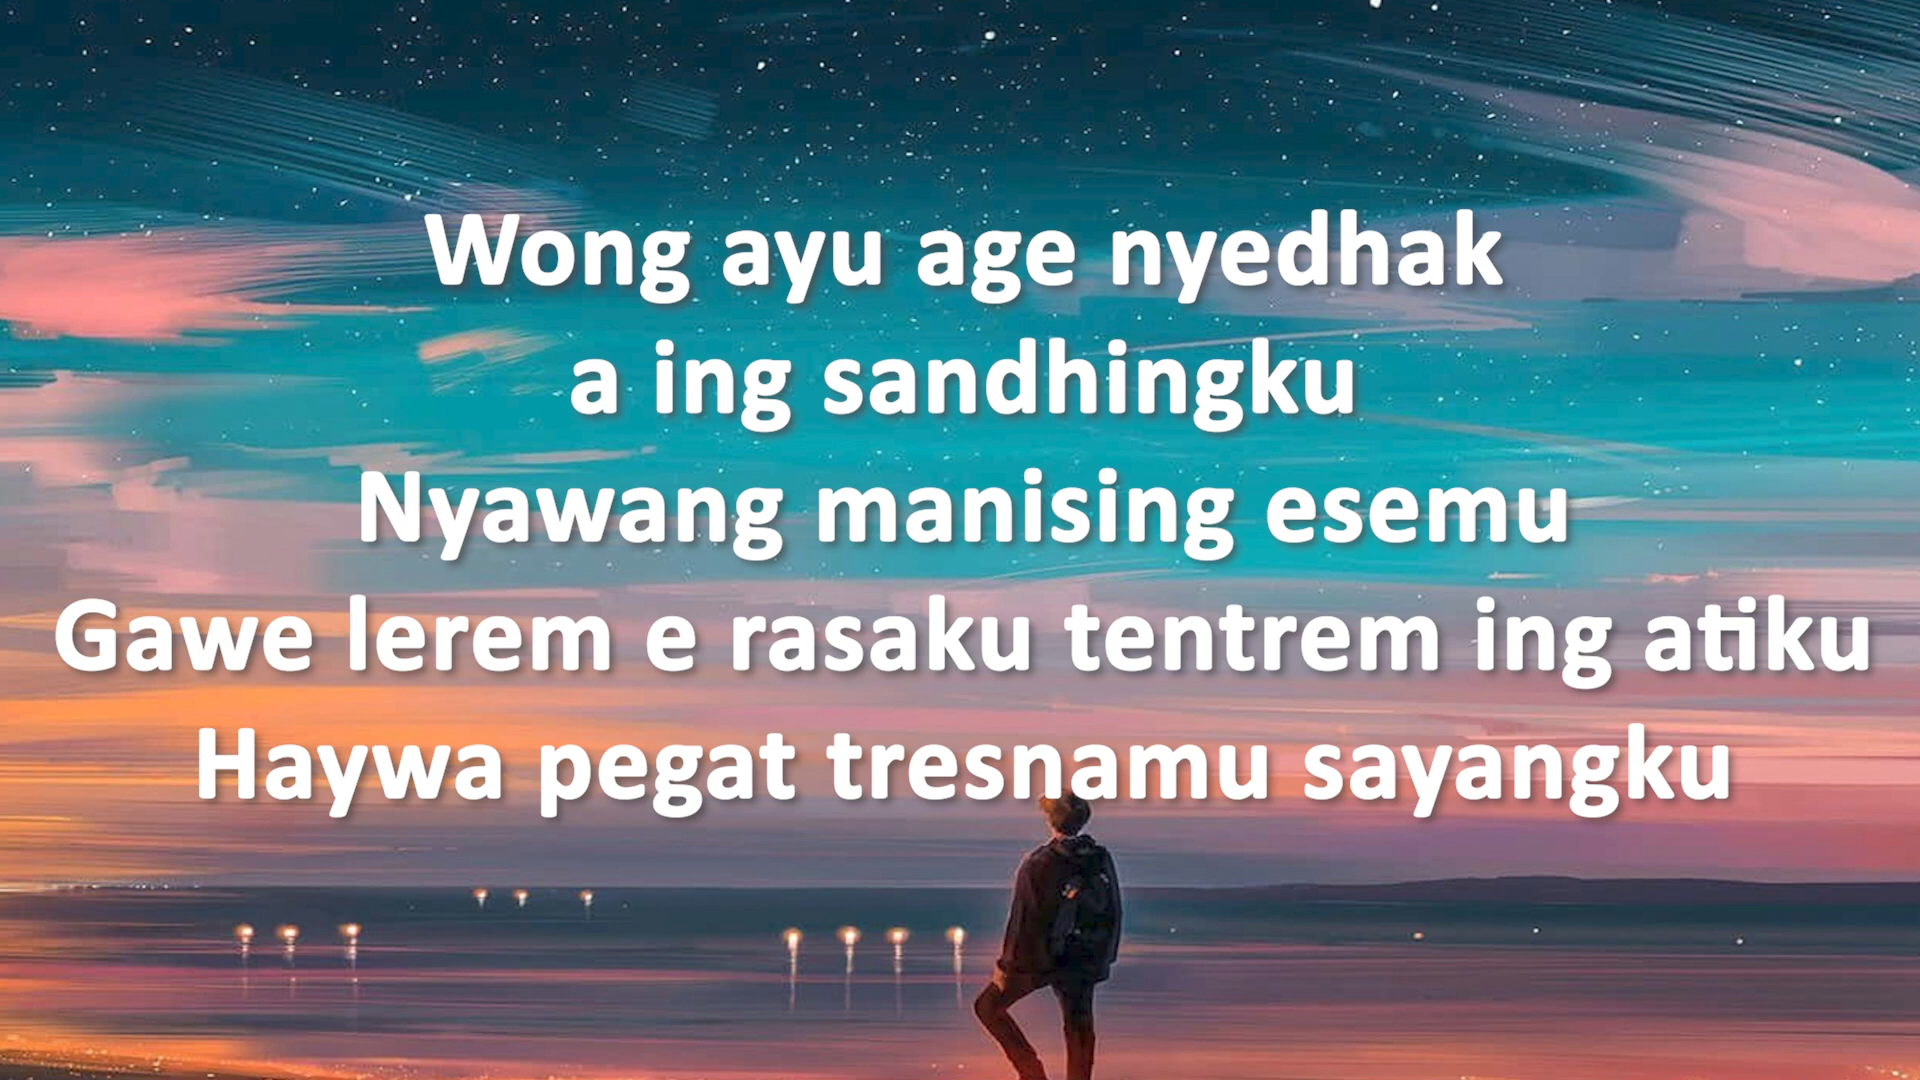 Wong ayu age nyedhak
a ing sandhingku
Nyawang manising esemu
Gawe lerem e rasaku tentrem ing atiku
Haywa pegat tresnamu sayangku